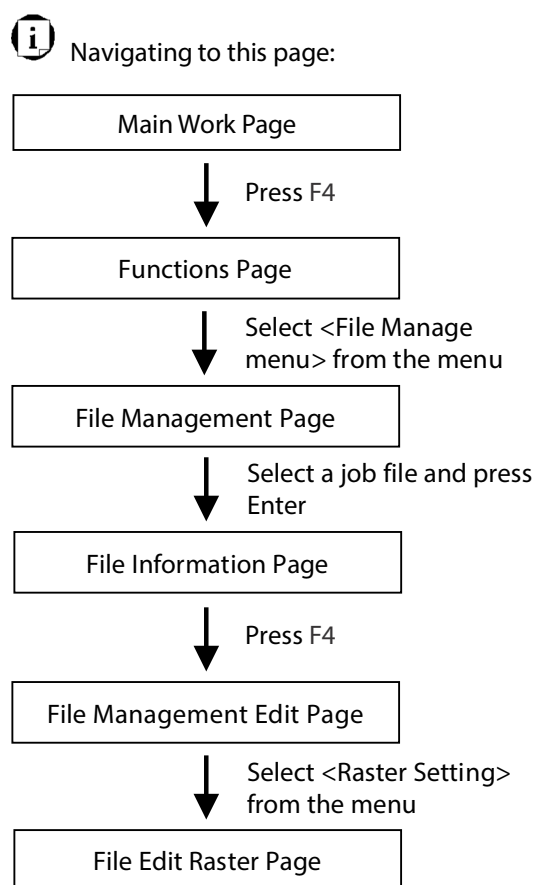 i
Navigating to this page:
Main Work Page
Press F4
Functions Page
Select <File Manage
menu> from the menu
File Management Page
Select a job file and press
Enter
File Information Page
Press F4
File Management Edit Page
Select <Raster Setting>
from the menu
File Edit Raster Page